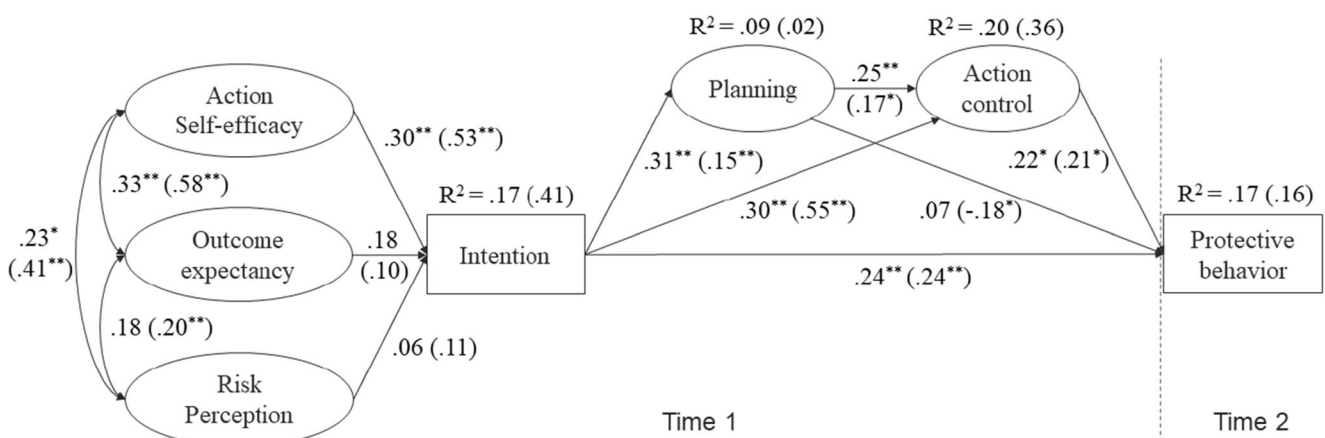 R² = .09 (.02)
R² = .20 (.36)
Action
Self-efficacy
Planning
.25**
(.17*)
Action
control
.30** (.53**)
.31** (.15**)
.22* (.21*)
.33** (.58**)
R² = .17 (.41)
.30** (.55**)
.07 (-.18*)
R² = .17 (.16)
.23*
(.41**)
Outcome
expectancy
.18
(.10)
Intention
Protective
behavior
.24** (.24**)
.18 (.20**)
.06 (.11)
Risk
Perception
Time 1
Time 2